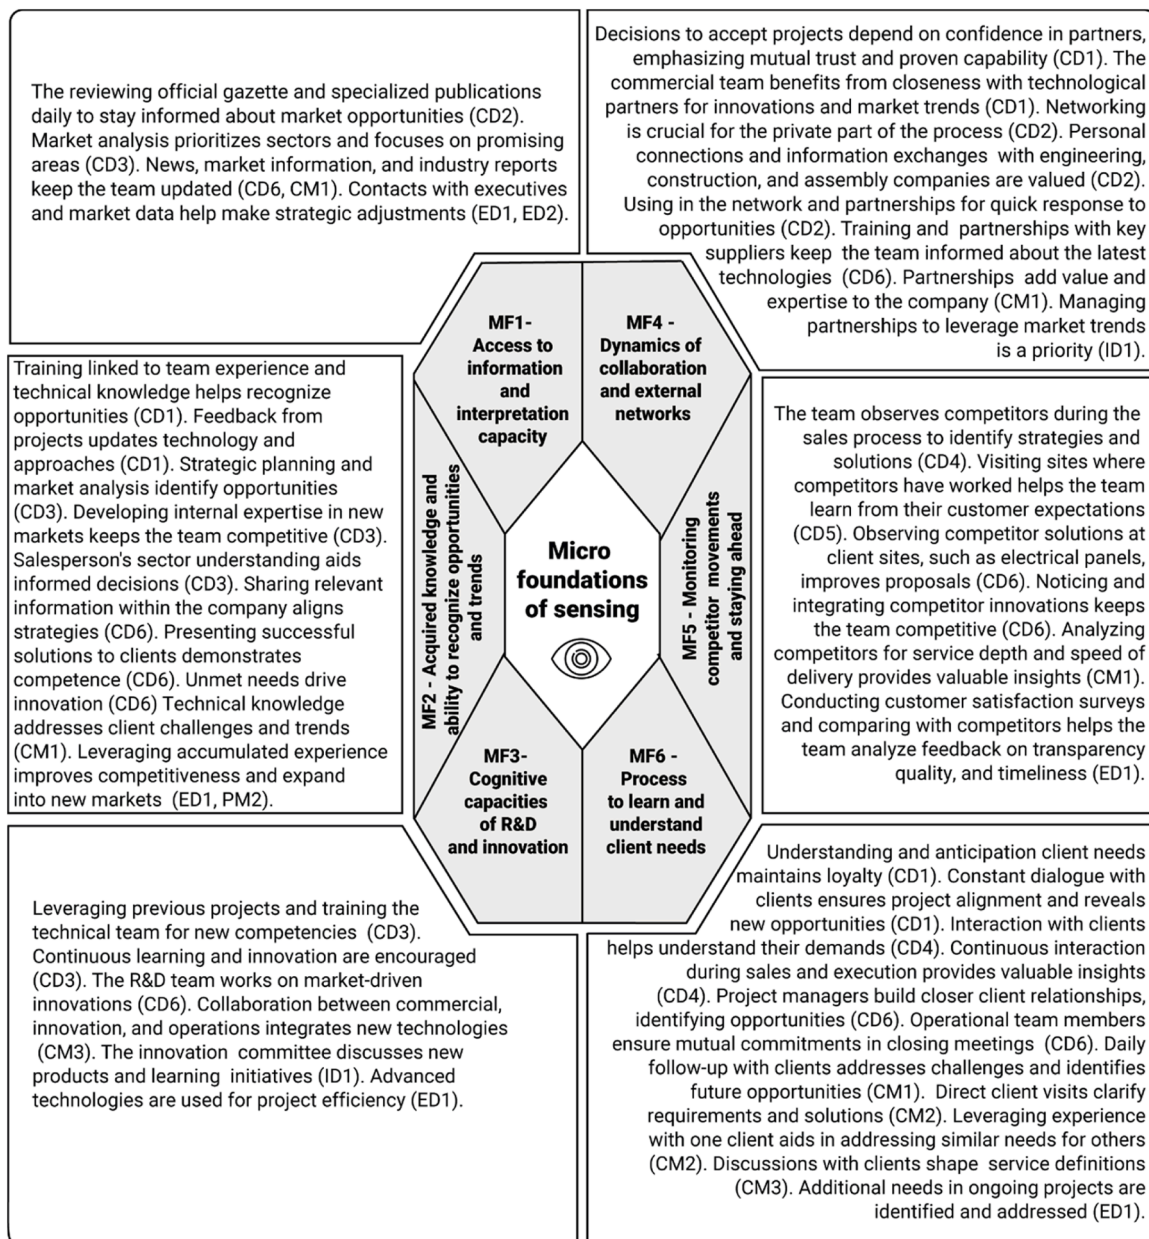 The reviewing official gazette and specialized publications
daily to stay informed about market opportunities (CD2).
Market analysis prioritizes sectors and focuses on promising
areas (CD3). News, market information, and industry reports
keep the team updated (CD6, CM1). Contacts with executives
and market data help make strategic adjustments (ED1, ED2).
Decisions to accept projects depend on confidence in partners,
emphasizing mutual trust and proven capability (CD1). The
commercial team benefits from closeness with technological
partners for innovations and market trends (CD1). Networking
is crucial for the private part of the process (CD2). Personal
connections and information exchanges with engineering,
construction, and assembly companies are valued (CD2).
Using in the network and partnerships for quick response to
opportunities (CD2). Training and partnerships with key
suppliers keep the team informed about the latest
technologies (CD6). Partnerships add value and
expertise to the company (CM1). Managing
partnerships to leverage market trends
is a priority (ID1).
MF1-
Access to
information
and
interpretation
capacity
MF4 -
Dynamics of
collaboration
and external
networks
Training linked to team experience and
technical knowledge helps recognize
opportunities (CD1). Feedback from
projects updates technology and
approaches (CD1). Strategic planning and
market analysis identify opportunities
(CD3). Developing internal expertise in new
markets keeps the team competitive (CD3).
Salesperson's sector understanding aids
informed decisions (CD3). Sharing relevant
information within the company aligns
strategies (CD6). Presenting successful
solutions to clients demonstrates
competence (CD6). Unmet needs drive
innovation (CD6) Technical knowledge
addresses client challenges and trends
(CM1). Leveraging accumulated experience
improves competitiveness and expand
into new markets (ED1, PM2).
MF2 - Acquired knowledge and
ability to recognize opportunities
and trends
Micro
foundations
of sensing
MF5 - Monitoring
competitor movements
and staying ahead
The team observes competitors during the
sales process to identify strategies and
solutions (CD4). Visiting sites where
competitors have worked helps the team
learn from their customer expectations
(CD5). Observing competitor solutions at
client sites, such as electrical panels,
improves proposals (CD6). Noticing and
integrating competitor innovations keeps
the team competitive (CD6). Analyzing
competitors for service depth and speed of
delivery provides valuable insights (CM1).
Conducting customer satisfaction surveys
and comparing with competitors helps the
team analyze feedback on transparency
quality, and timeliness (ED1).
MF3-
Cognitive
capacities
of R&D
and innovation
MF6 -
Process
to learn and
understand
client needs
Leveraging previous projects and training the
technical team for new competencies (CD3).
Continuous learning and innovation are encouraged
(CD3). The R&D team works on market-driven
innovations (CD6). Collaboration between commercial,
innovation, and operations integrates new technologies
(CM3). The innovation committee discusses new
products and learning initiatives (ID1). Advanced
technologies are used for project efficiency (ED1).
Understanding and anticipation client needs
maintains loyalty (CD1). Constant dialogue with
clients ensures project alignment and reveals
new opportunities (CD1). Interaction with clients
helps understand their demands (CD4). Continuous interaction
during sales and execution provides valuable insights
(CD4). Project managers build closer client relationships,
identifying opportunities (CD6). Operational team members
ensure mutual commitments in closing meetings (CD6). Daily
follow-up with clients addresses challenges and identifies
future opportunities (CM1). Direct client visits clarify
requirements and solutions (CM2). Leveraging experience
with one client aids in addressing similar needs for others
(CM2). Discussions with clients shape service definitions
(CM3). Additional needs in ongoing projects are
identified and addressed (ED1).